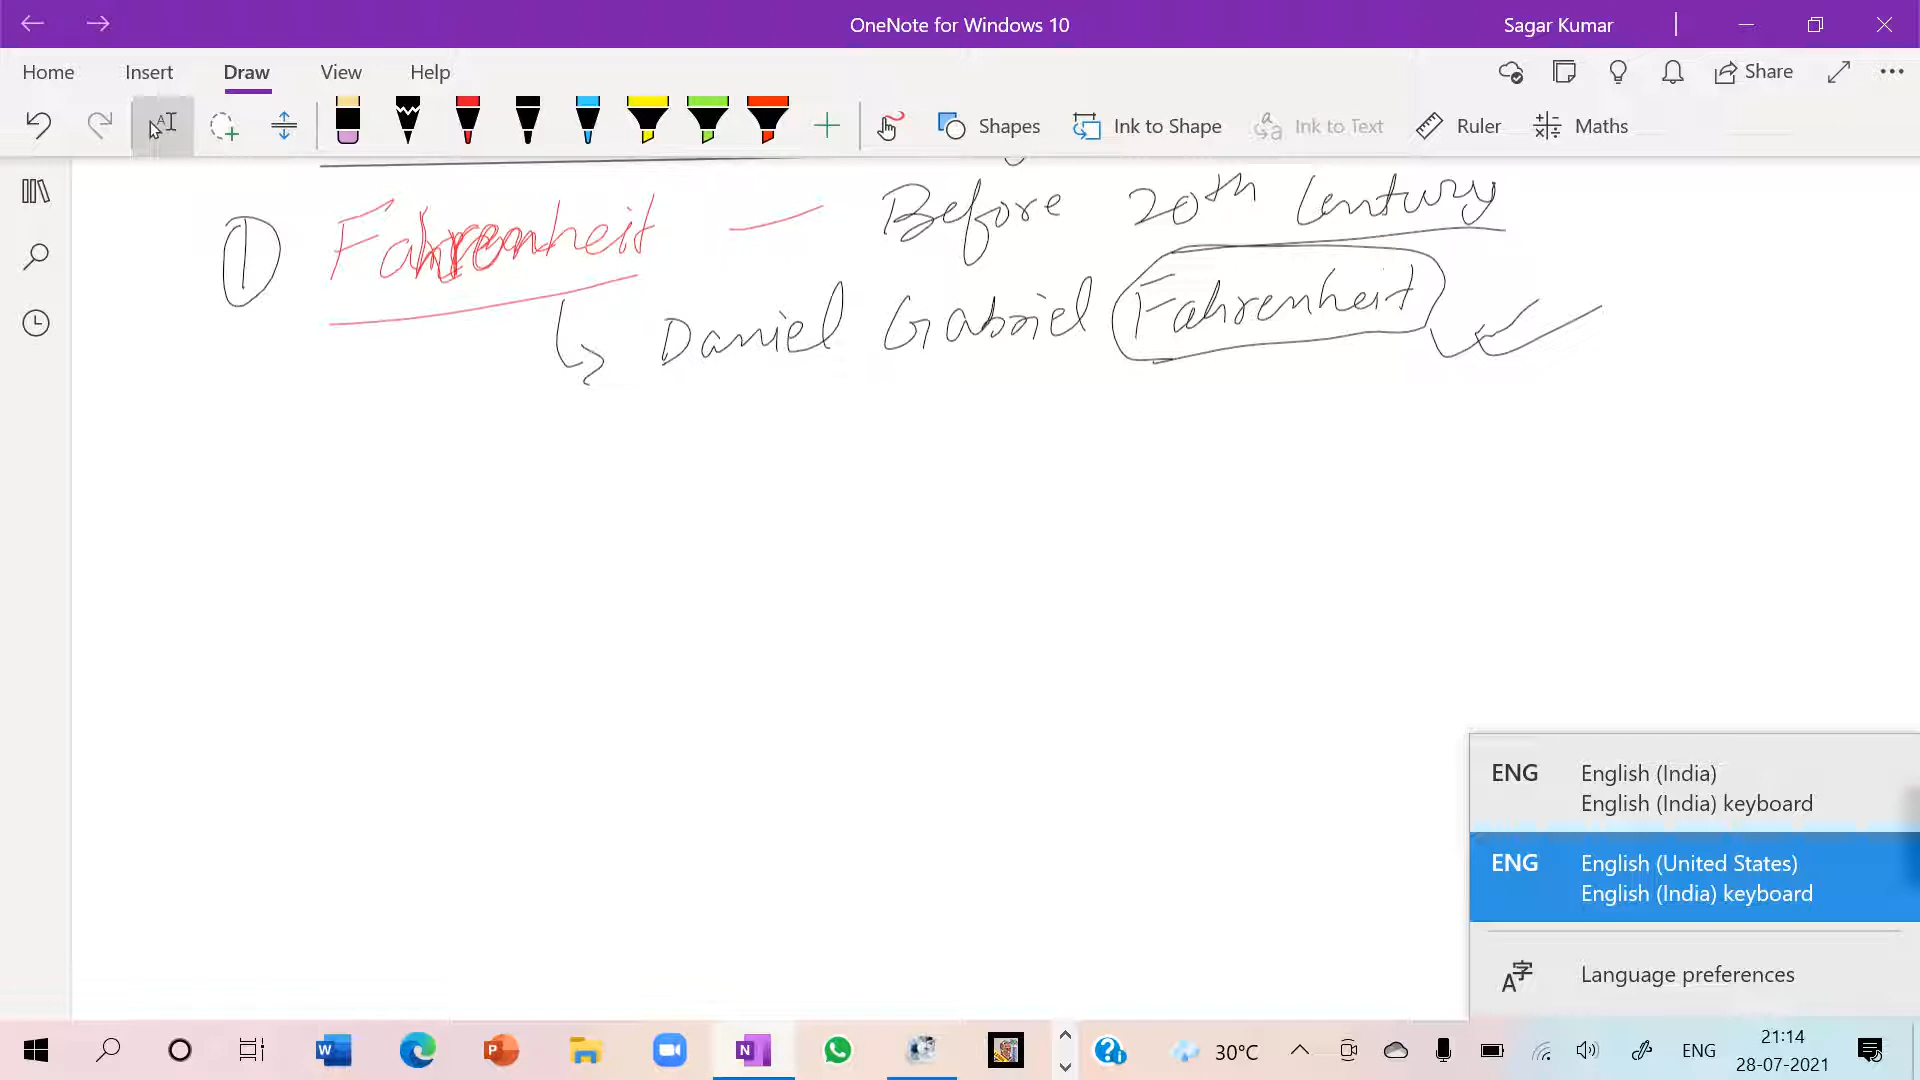 OneNote for Windows 10
Sagar Kumar
Home Insert Draw View Help
Share
Shapes
Ink to Shape
Ink to Text
Ruler
Maths
① Fahrenheit — Before 20th Century
↳ Daniel Gabriel Fahrenheit
ENG English (India)
English (India) keyboard
ENG English (United States)
English (India) keyboard
Language preferences
30°C
ENG
21:14
28-07-2021